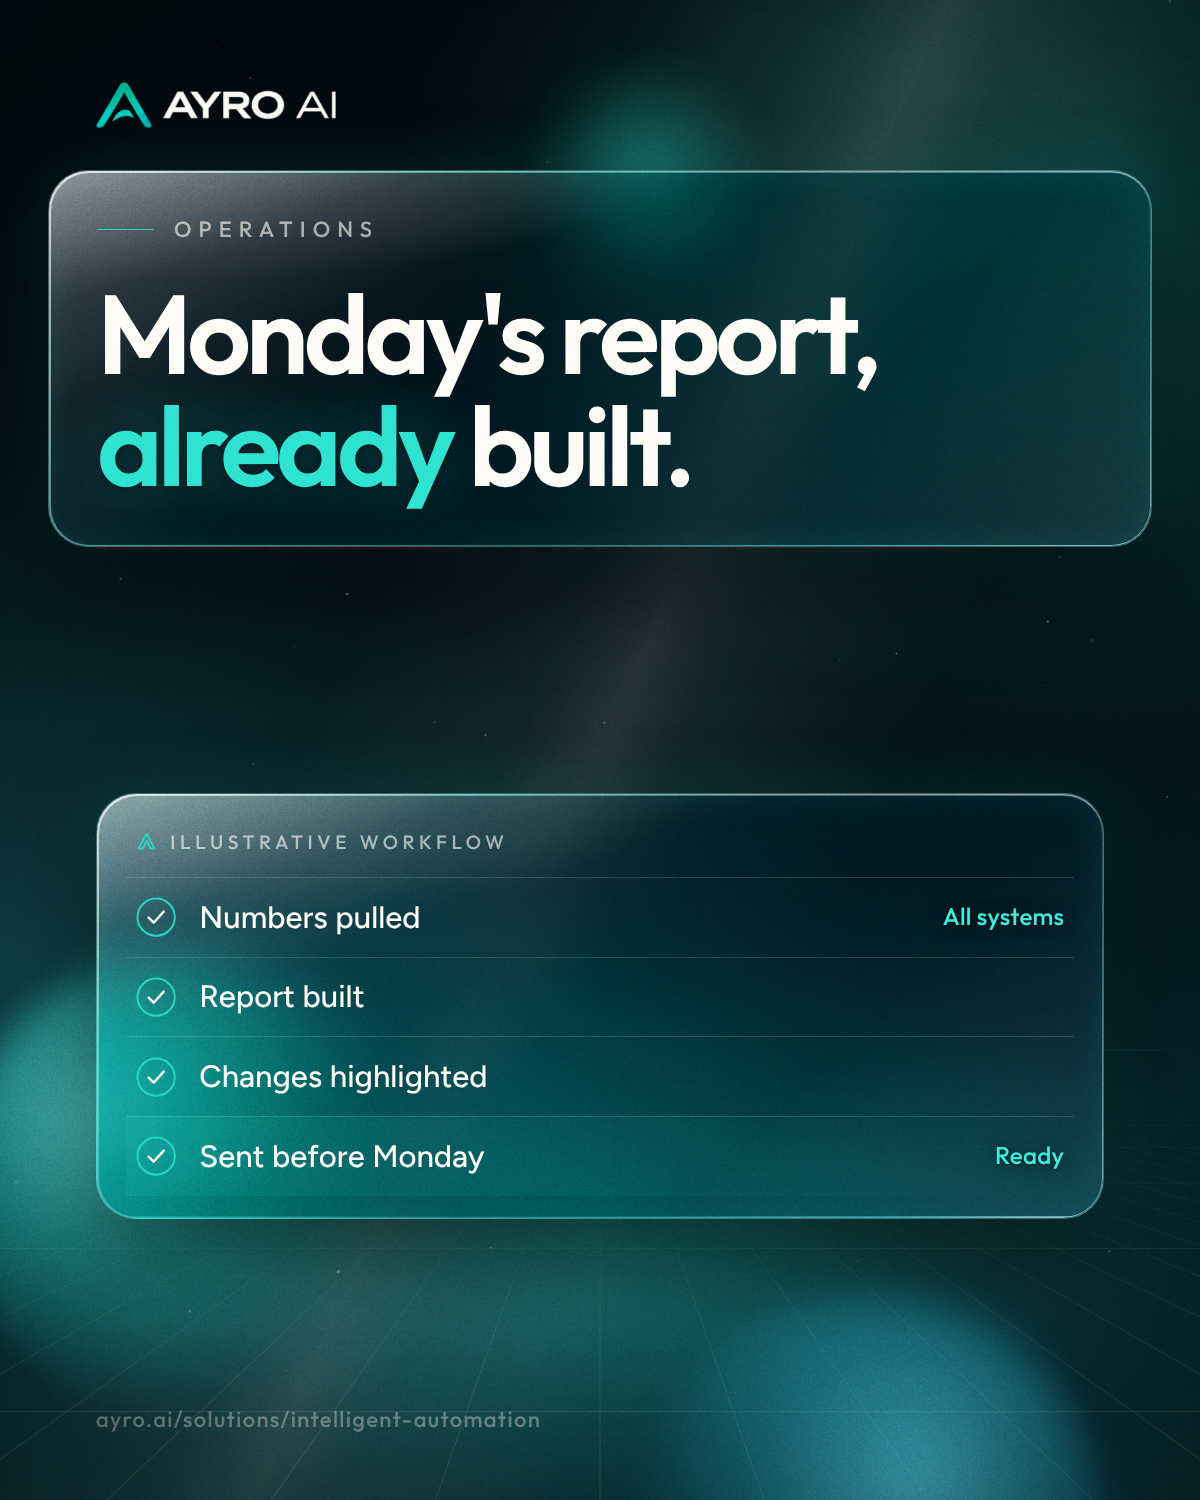 AYRO AI
OPERATIONS
Monday's report,
already built.
ILLUSTRATIVE WORKFLOW
Numbers pulled
All systems
Report built
Changes highlighted
Sent before Monday
Ready
ayro.ai/solutions/intelligent-automation